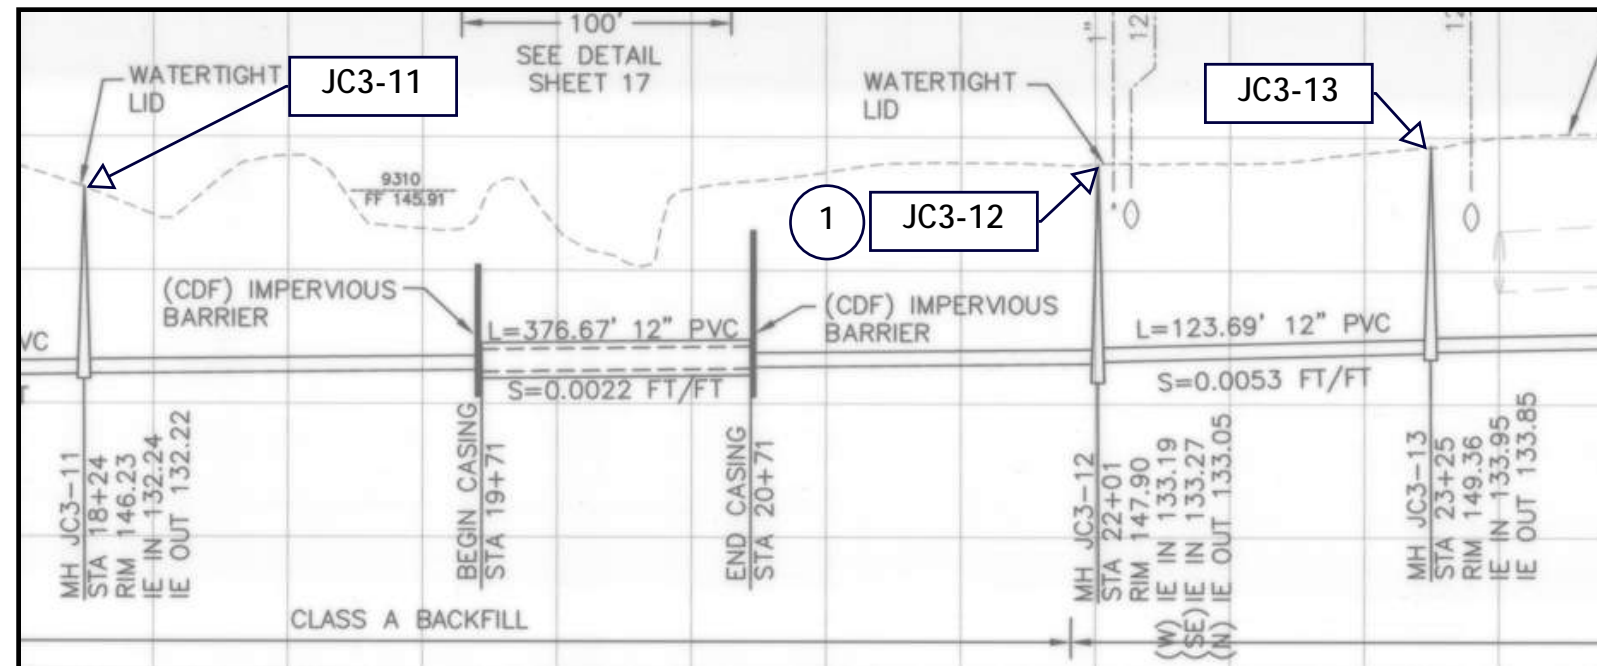 100'
SEE DETAIL
SHEET 17
WATERTIGHT
LID
JC3-11
WATERTIGHT
LID
1"
12
JC3-13
12
9310
FF 145.91
1
JC3-12
(CDF) IMPERVIOUS
BARRIER
(CDF) IMPERVIOUS
BARRIER
VC
L=376.67' 12" PVC
S=0.0022 FT/FT
L=123.69' 12" PVC
S=0.0053 FT/FT
MH JC3-11
STA 18+24
RIM 146.23
IE IN 132.24
IE OUT 132.22
BEGIN CASING
STA 19+71
END CASING
STA 20+71
MH JC3-12
STA 22+01
RIM 147.90
(W) IE IN 133.19
(SE) IE IN 133.27
(N) IE OUT 133.05
MH JC3-13
STA 23+25
RIM 149.36
IE IN 133.95
IE OUT 133.85
CLASS A BACKFILL